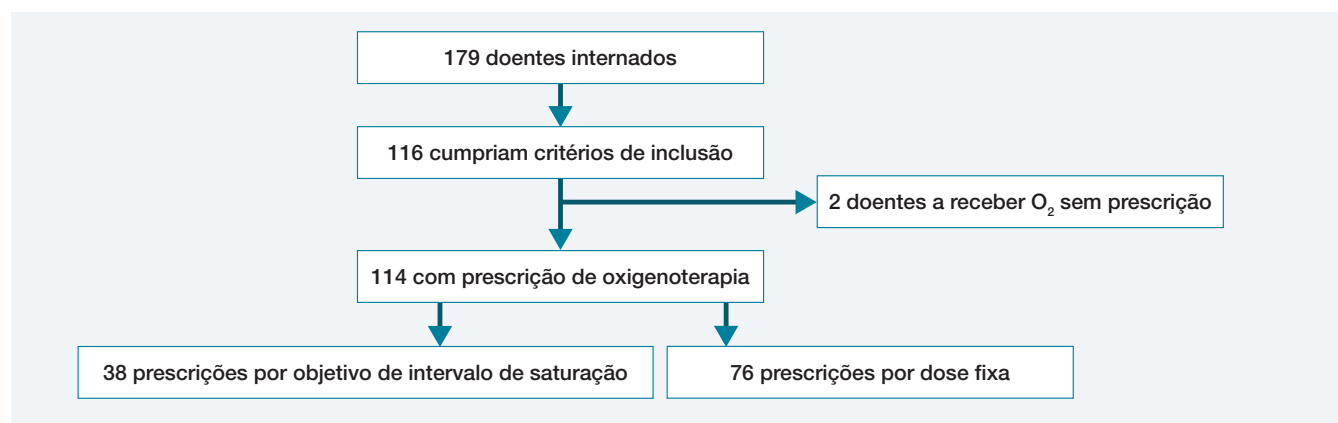 179 doentes internados
116 cumpriam critérios de inclusão
2 doentes a receber O₂ sem prescrição
114 com prescrição de oxigenoterapia
38 prescrições por objetivo de intervalo de saturação
76 prescrições por dose fixa